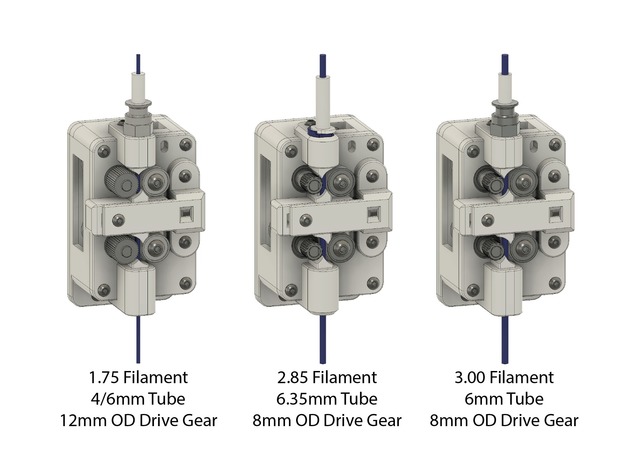 1.75 Filament
4/6mm Tube
12mm OD Drive Gear
2.85 Filament
6.35mm Tube
8mm OD Drive Gear
3.00 Filament
6mm Tube
8mm OD Drive Gear